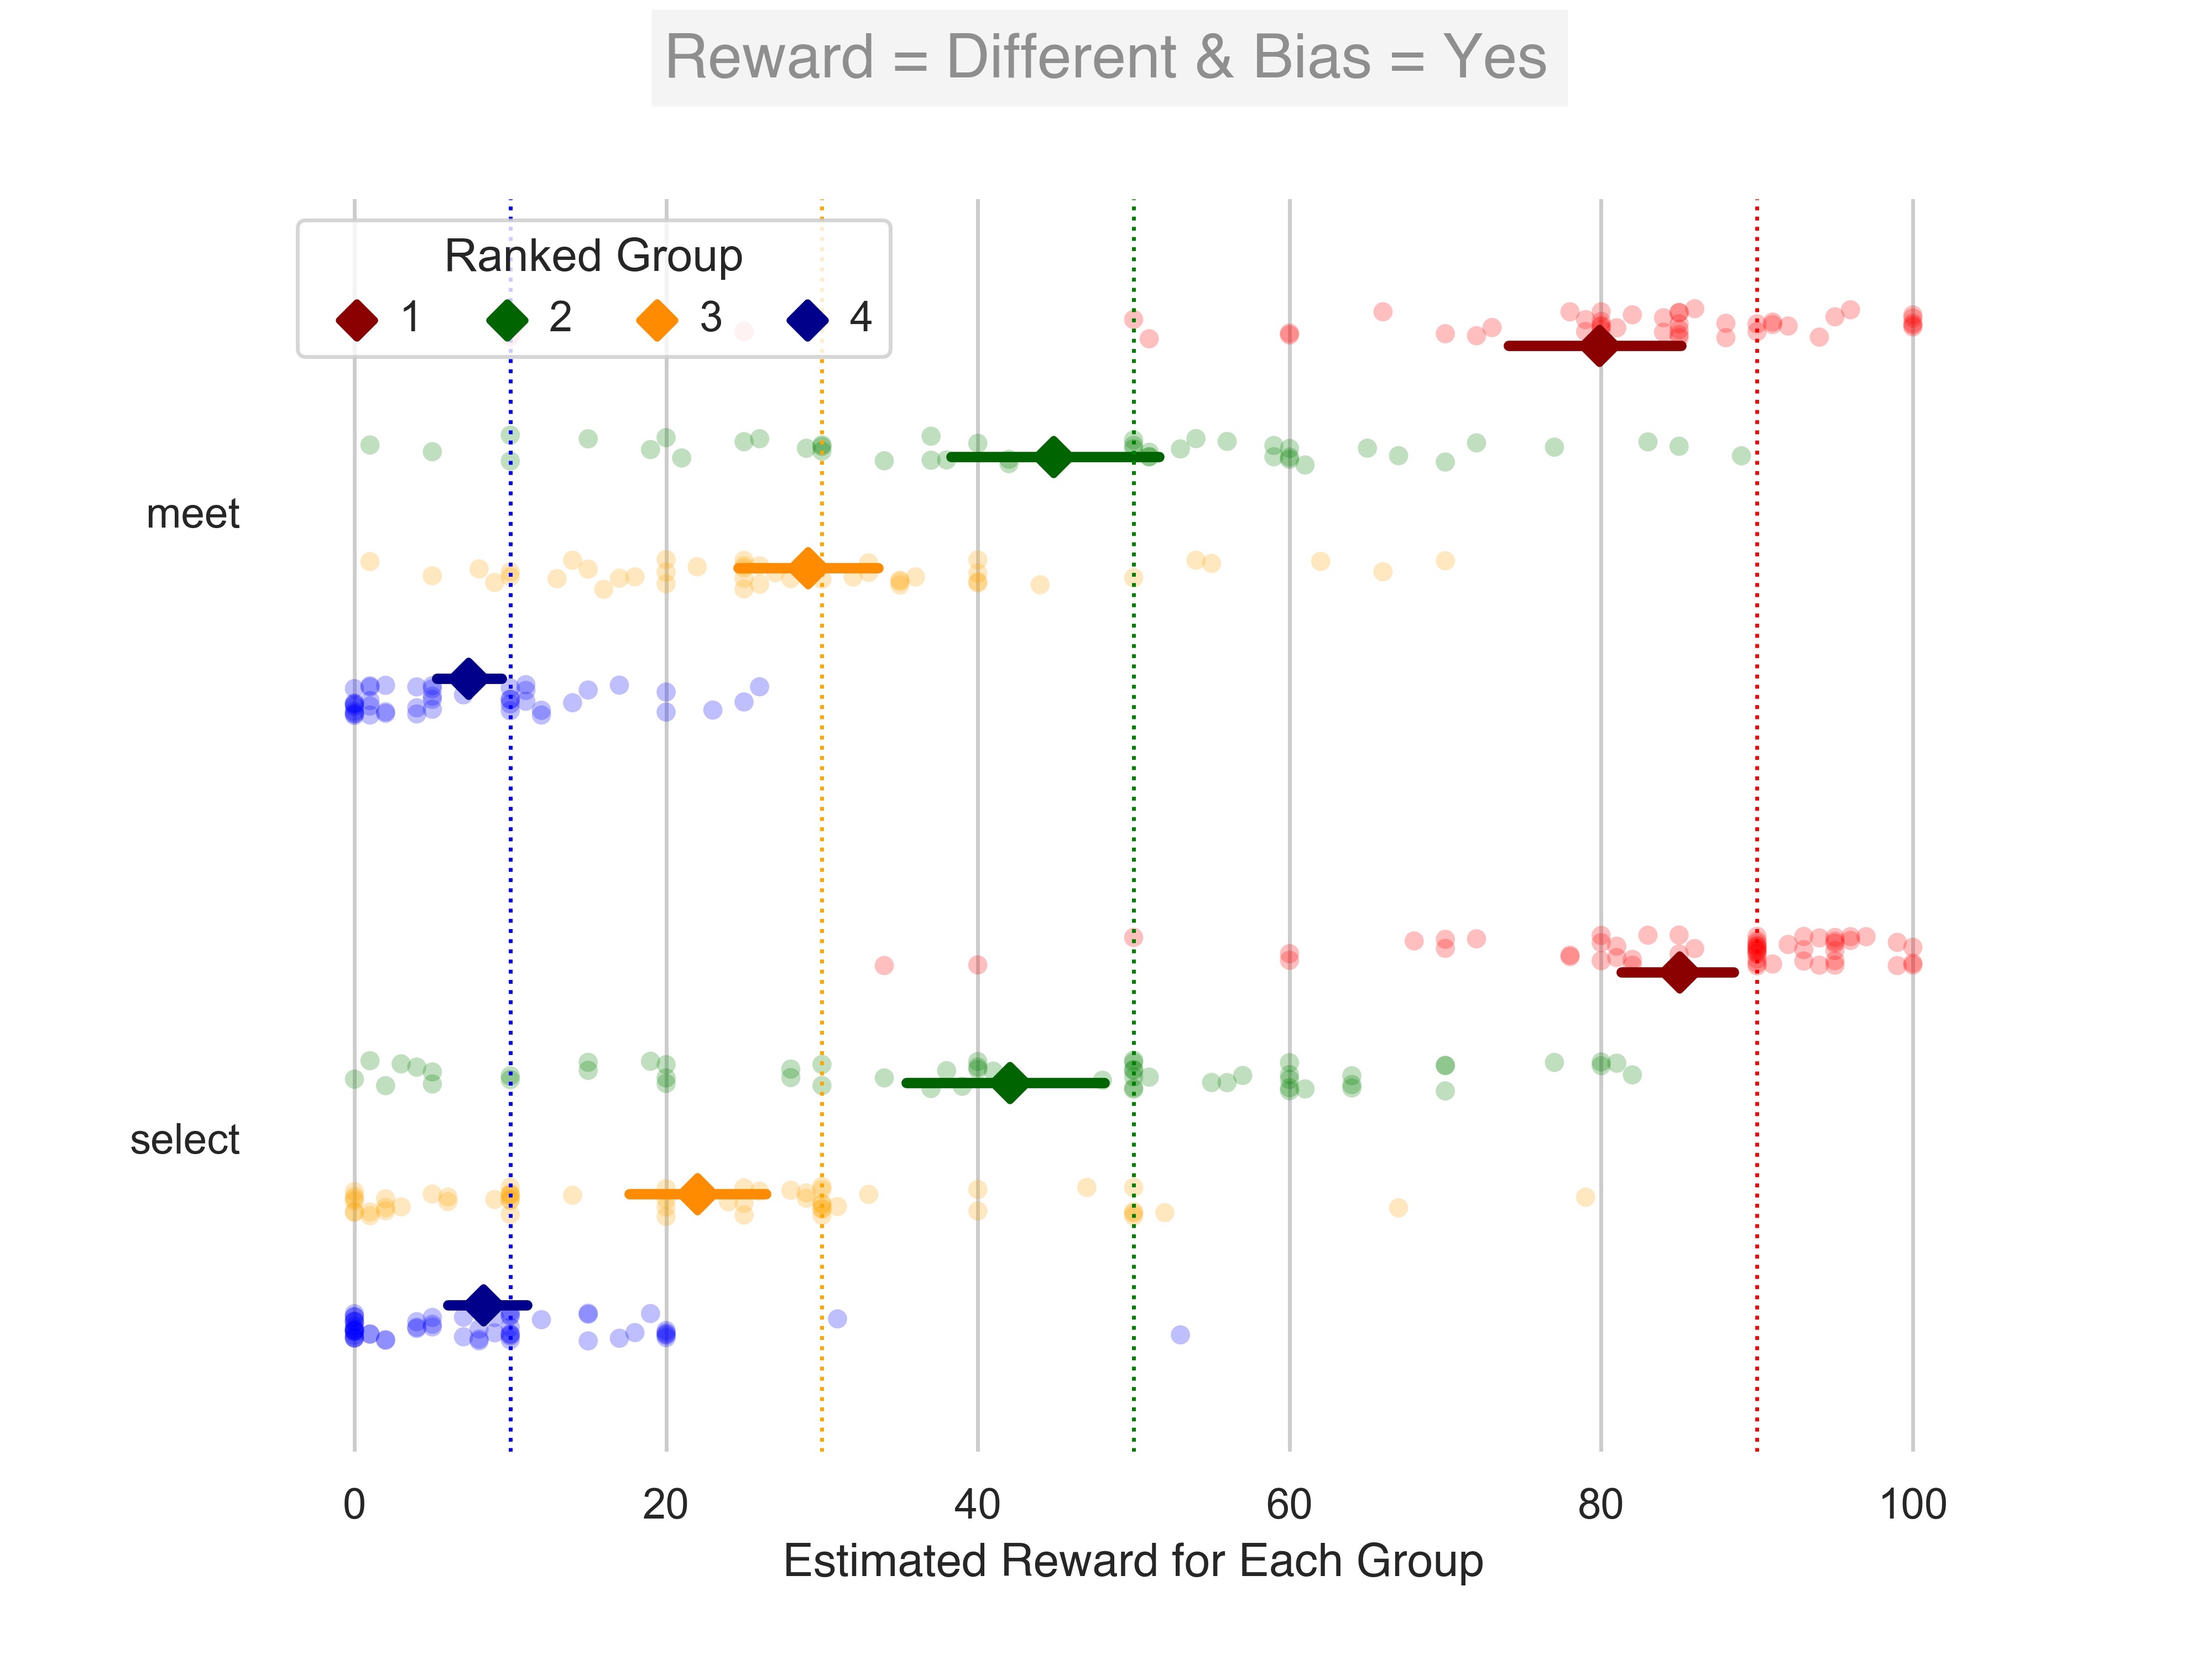 Reward = Different & Bias = Yes
Ranked Group
1 2 3 4
meet
select
0 20 40 60 80 100
Estimated Reward for Each Group